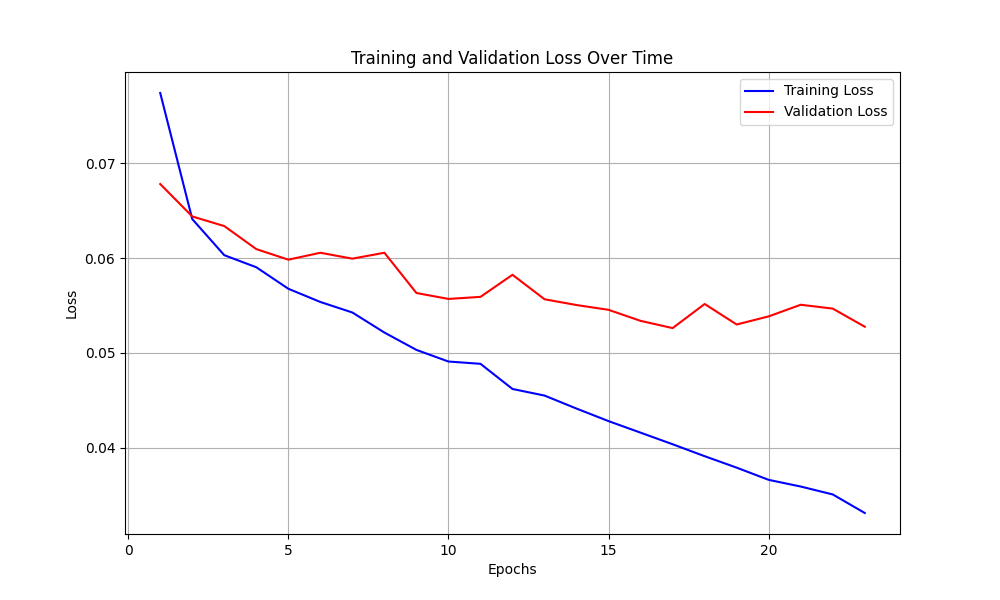 Training and Validation Loss Over Time
Training Loss
Validation Loss
0.07
0.06
0.05
0.04
Loss
0
5
10
15
20
Epochs